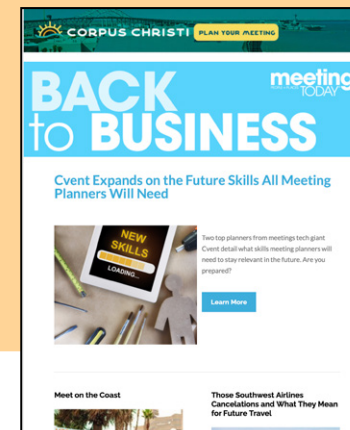 CORPUS CHRISTI PLAN YOUR MEETING
meeting
TODAY
BACK
to BUSINESS
Cvent Expands on the Future Skills All Meeting
Planners Will Need
NEW
SKILLS
LOADING...
Two top planners from meetings tech giant
Cvent detail what skills meeting planners will
need to stay relevant in the future. Are you
prepared?
Learn More
Meet on the Coast
Those Southwest Airlines
Cancelations and What They Mean
for Future Travel